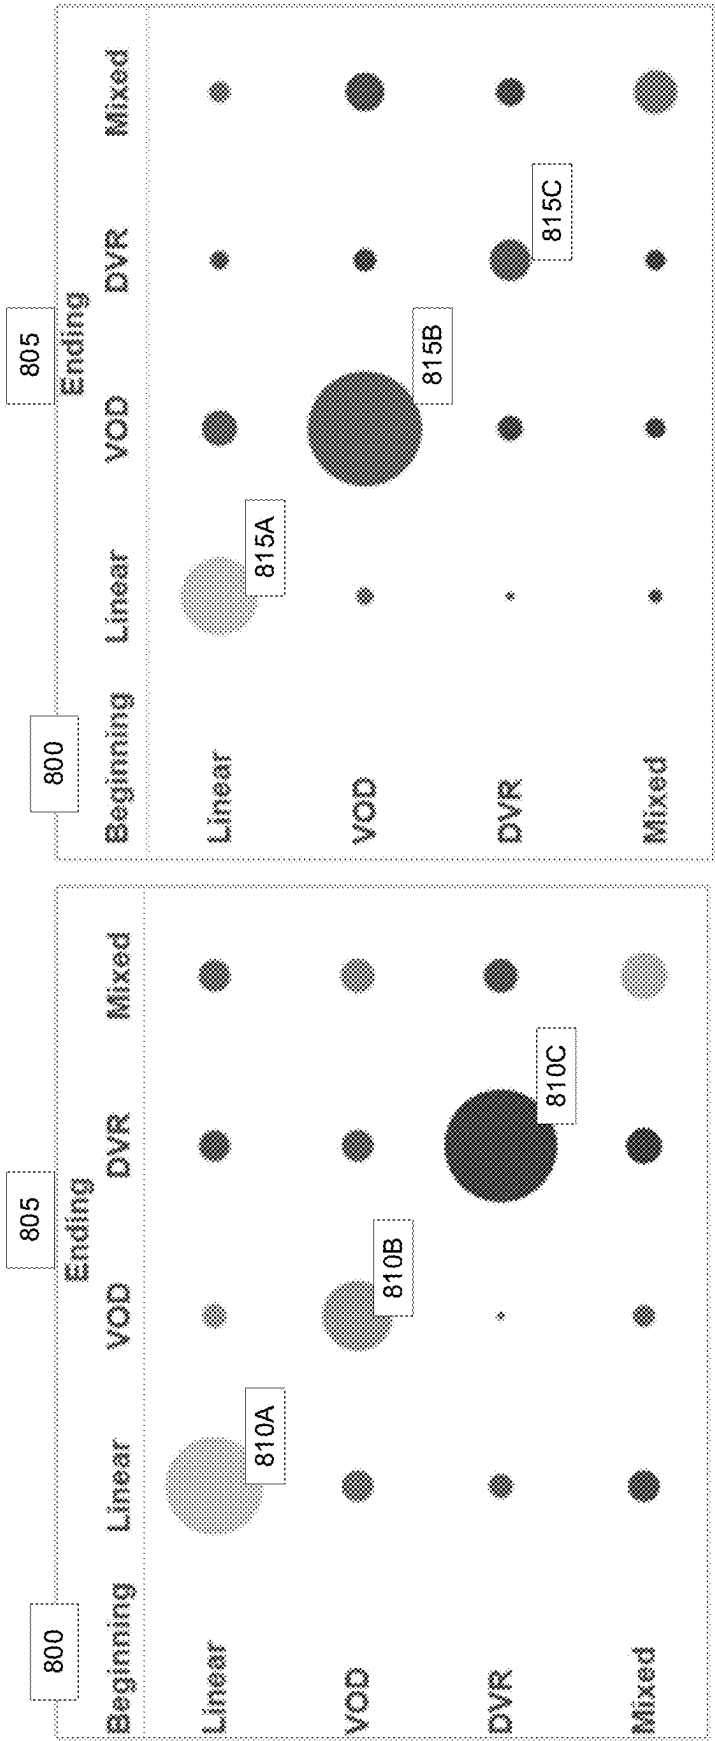 800
805
Ending
Beginning Linear VOD DVR Mixed
Linear
810A
VOD
810B
DVR
810C
Mixed
800
805
Ending
Beginning Linear VOD DVR Mixed
Linear
815A
VOD
815B
DVR
815C
Mixed